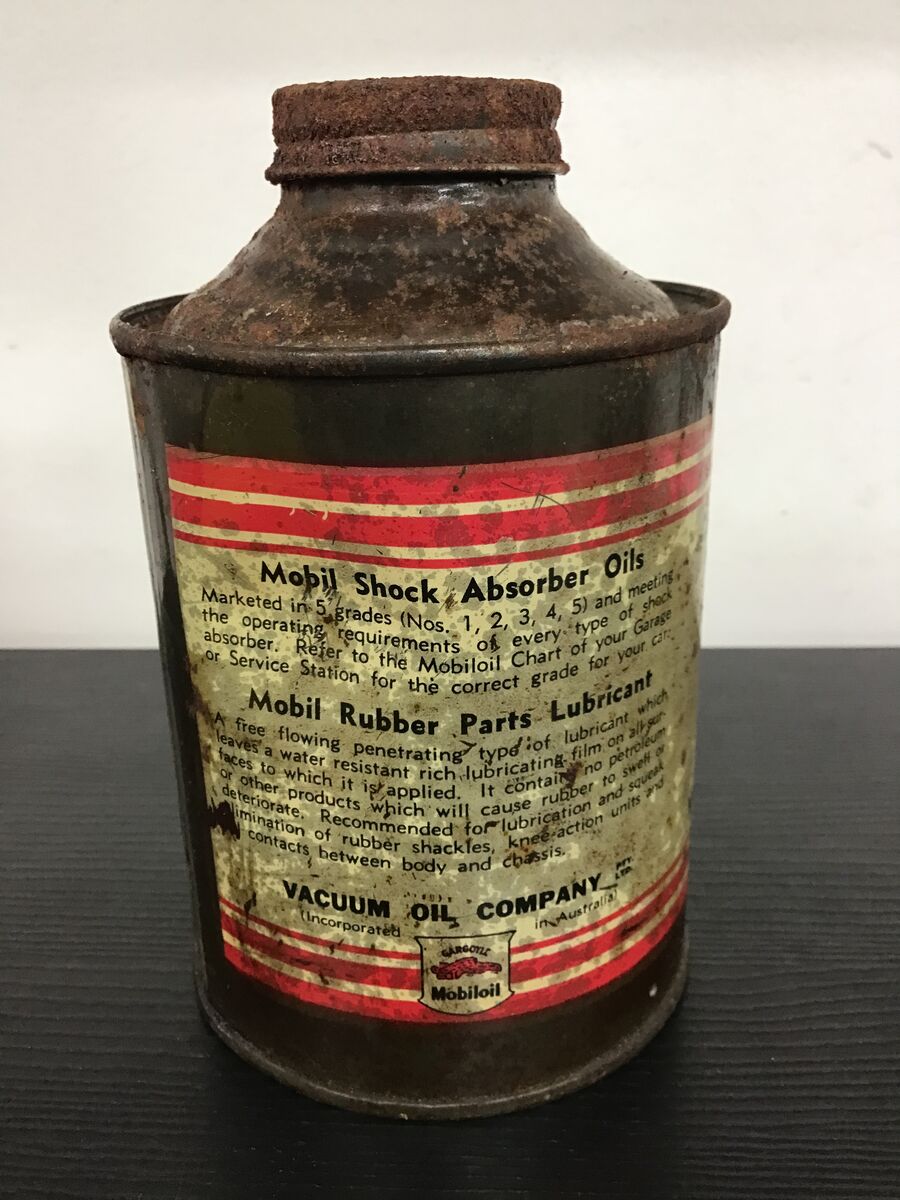 Mobil Shock Absorber Oils
Marketed in 5 grades (Nos. 1, 2, 3, 4, 5) and meeting
the operating requirements of every type of shock
absorber. Refer to the Mobiloil Chart of your Garage
or Service Station for the correct grade for your car.
Mobil Rubber Parts Lubricant
A free flowing penetrating type of lubricant which
leaves a water resistant rich lubricating film on all sur-
faces to which it is applied. It contains no petroleum
or other products which will cause rubber to swell or
deteriorate. Recommended for lubrication and squeak
elimination of rubber shackles, knee-action units and
contacts between body and chassis.
VACUUM OIL COMPANY PTY. LTD.
(Incorporated in Australia)
GARGOYLE
Mobiloil